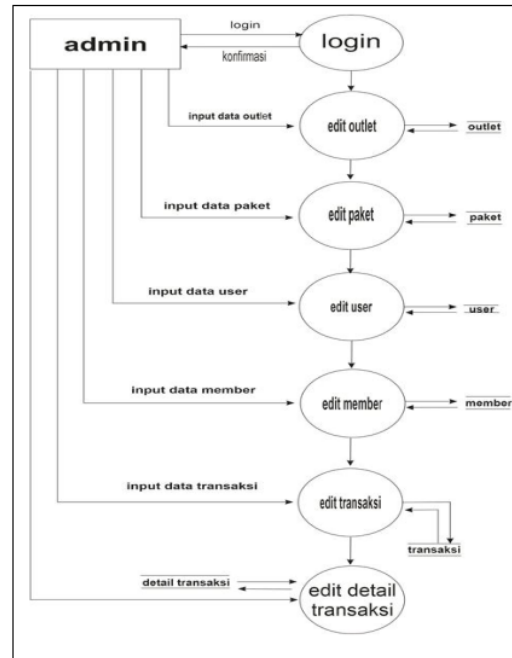 login
admin
login
konfirmasi
input data outlet
edit outlet
outlet
input data paket
edit paket
paket
input data user
edit user
user
input data member
edit member
member
input data transaksi
edit transaksi
transaksi
detail transaksi
edit detail
transaksi